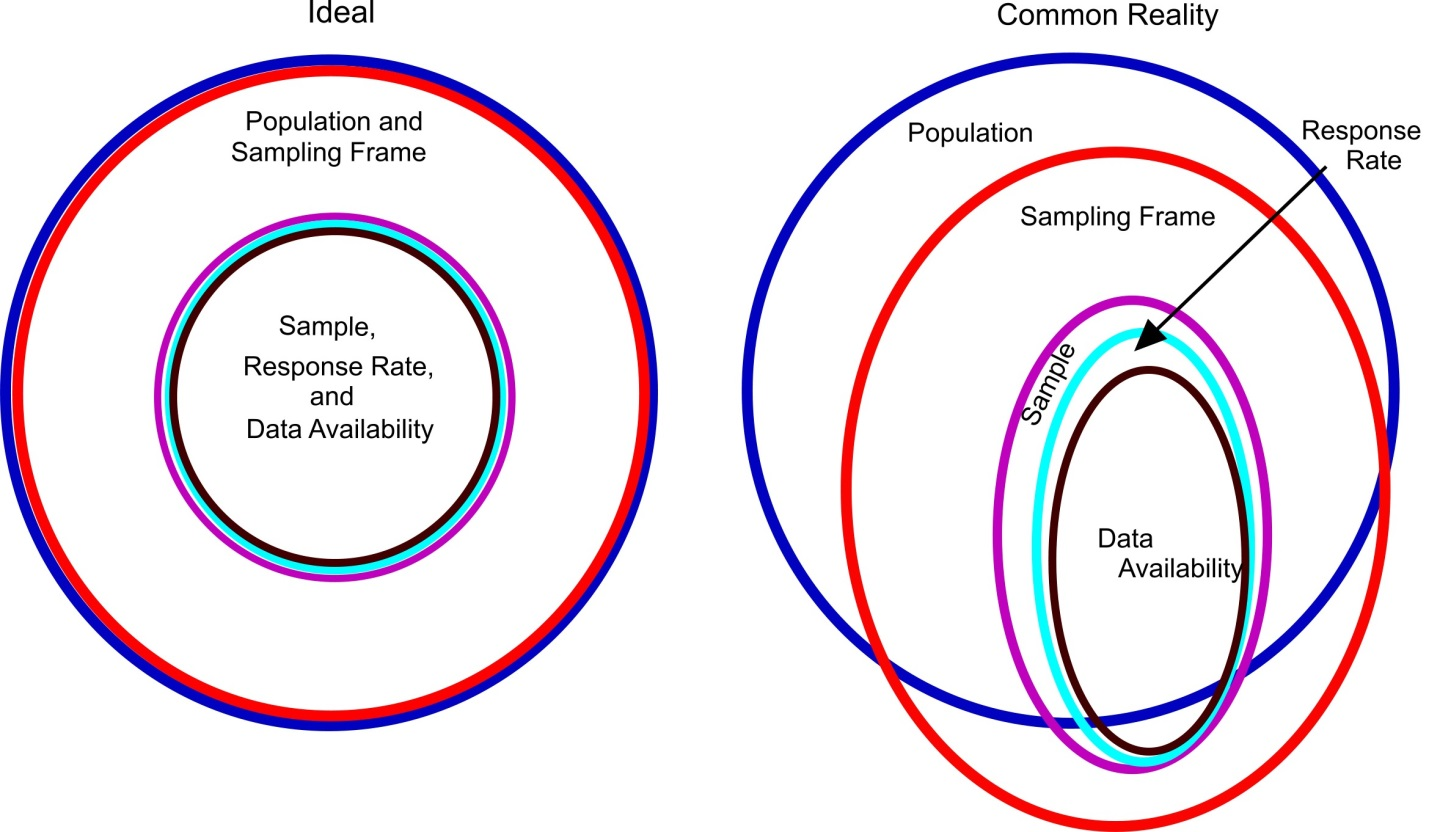 Ideal
Population and
Sampling Frame
Sample,
Response Rate,
and
Data Availability
Common Reality
Population
Response
Rate
Sampling Frame
Sample
Data
Availability